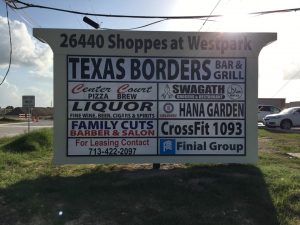 26440 Shoppes at Westpark
TEXAS BORDERS BAR & GRILL
Center Court
PIZZA BREW
SWAGATH
LIQUOR
FINE WINE, BEER, CIGARS & SPIRITS
HANA GARDEN
FAMILY CUTS
BARBER & SALON
CrossFit 1093
For Leasing Contact
713-422-2097
Finial Group